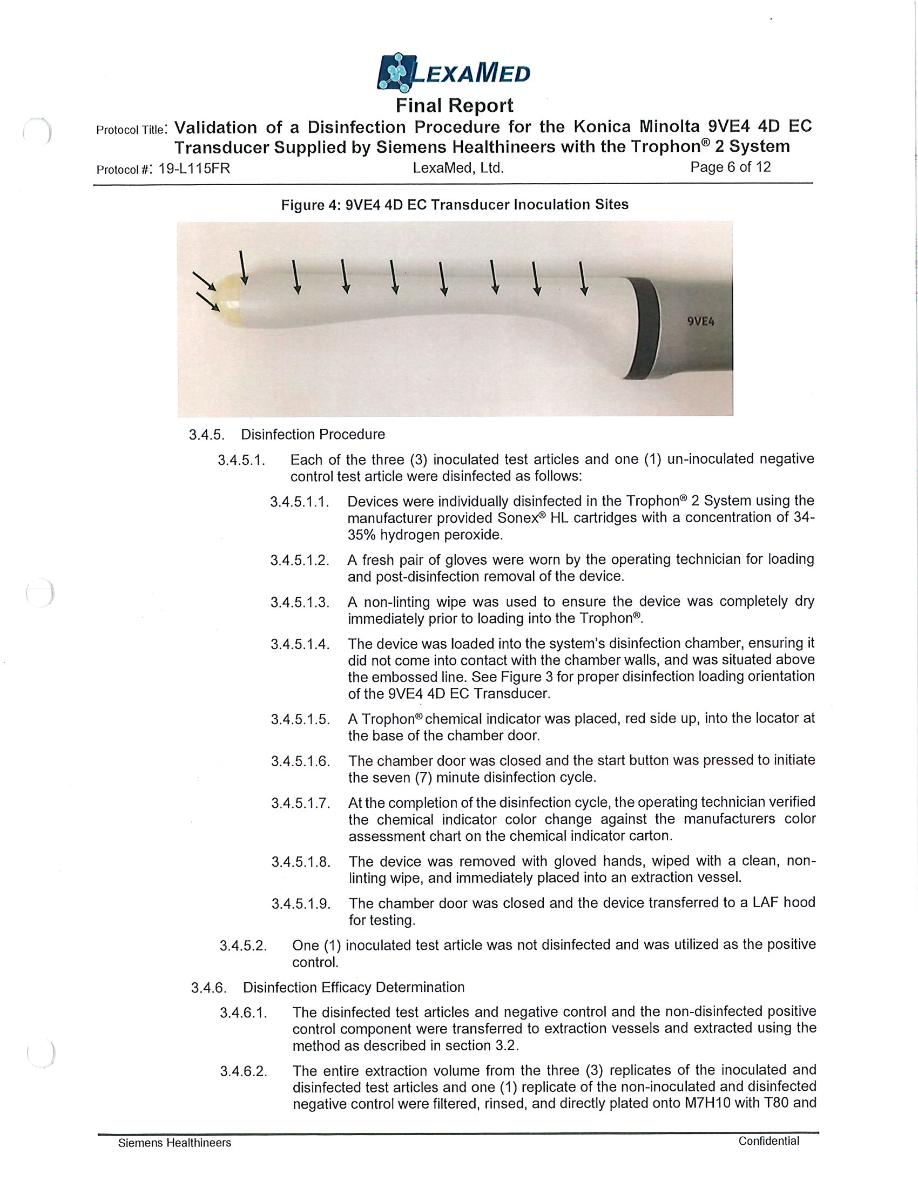 LEXAMED
Final Report
Protocol Title: Validation of a Disinfection Procedure for the Konica Minolta 9VE4 4D EC
Transducer Supplied by Siemens Healthineers with the Trophon® 2 System
Protocol #: 19-L115FR LexaMed, Ltd. Page 6 of 12
Figure 4: 9VE4 4D EC Transducer Inoculation Sites
9VE4
3.4.5. Disinfection Procedure
3.4.5.1. Each of the three (3) inoculated test articles and one (1) un-inoculated negative
control test article were disinfected as follows:
3.4.5.1.1. Devices were individually disinfected in the Trophon® 2 System using the
manufacturer provided Sonex® HL cartridges with a concentration of 34-
35% hydrogen peroxide.
3.4.5.1.2. A fresh pair of gloves were worn by the operating technician for loading
and post-disinfection removal of the device.
3.4.5.1.3. A non-linting wipe was used to ensure the device was completely dry
immediately prior to loading into the Trophon®.
3.4.5.1.4. The device was loaded into the system's disinfection chamber, ensuring it
did not come into contact with the chamber walls, and was situated above
the embossed line. See Figure 3 for proper disinfection loading orientation
of the 9VE4 4D EC Transducer.
3.4.5.1.5. A Trophon® chemical indicator was placed, red side up, into the locator at
the base of the chamber door.
3.4.5.1.6. The chamber door was closed and the start button was pressed to initiate
the seven (7) minute disinfection cycle.
3.4.5.1.7. At the completion of the disinfection cycle, the operating technician verified
the chemical indicator color change against the manufacturers color
assessment chart on the chemical indicator carton.
3.4.5.1.8. The device was removed with gloved hands, wiped with a clean, non-
linting wipe, and immediately placed into an extraction vessel.
3.4.5.1.9. The chamber door was closed and the device transferred to a LAF hood
for testing.
3.4.5.2. One (1) inoculated test article was not disinfected and was utilized as the positive
control.
3.4.6. Disinfection Efficacy Determination
3.4.6.1. The disinfected test articles and negative control and the non-disinfected positive
control component were transferred to extraction vessels and extracted using the
method as described in section 3.2.
3.4.6.2. The entire extraction volume from the three (3) replicates of the inoculated and
disinfected test articles and one (1) replicate of the non-inoculated and disinfected
negative control were filtered, rinsed, and directly plated onto M7H10 with T80 and
Siemens Healthineers Confidential